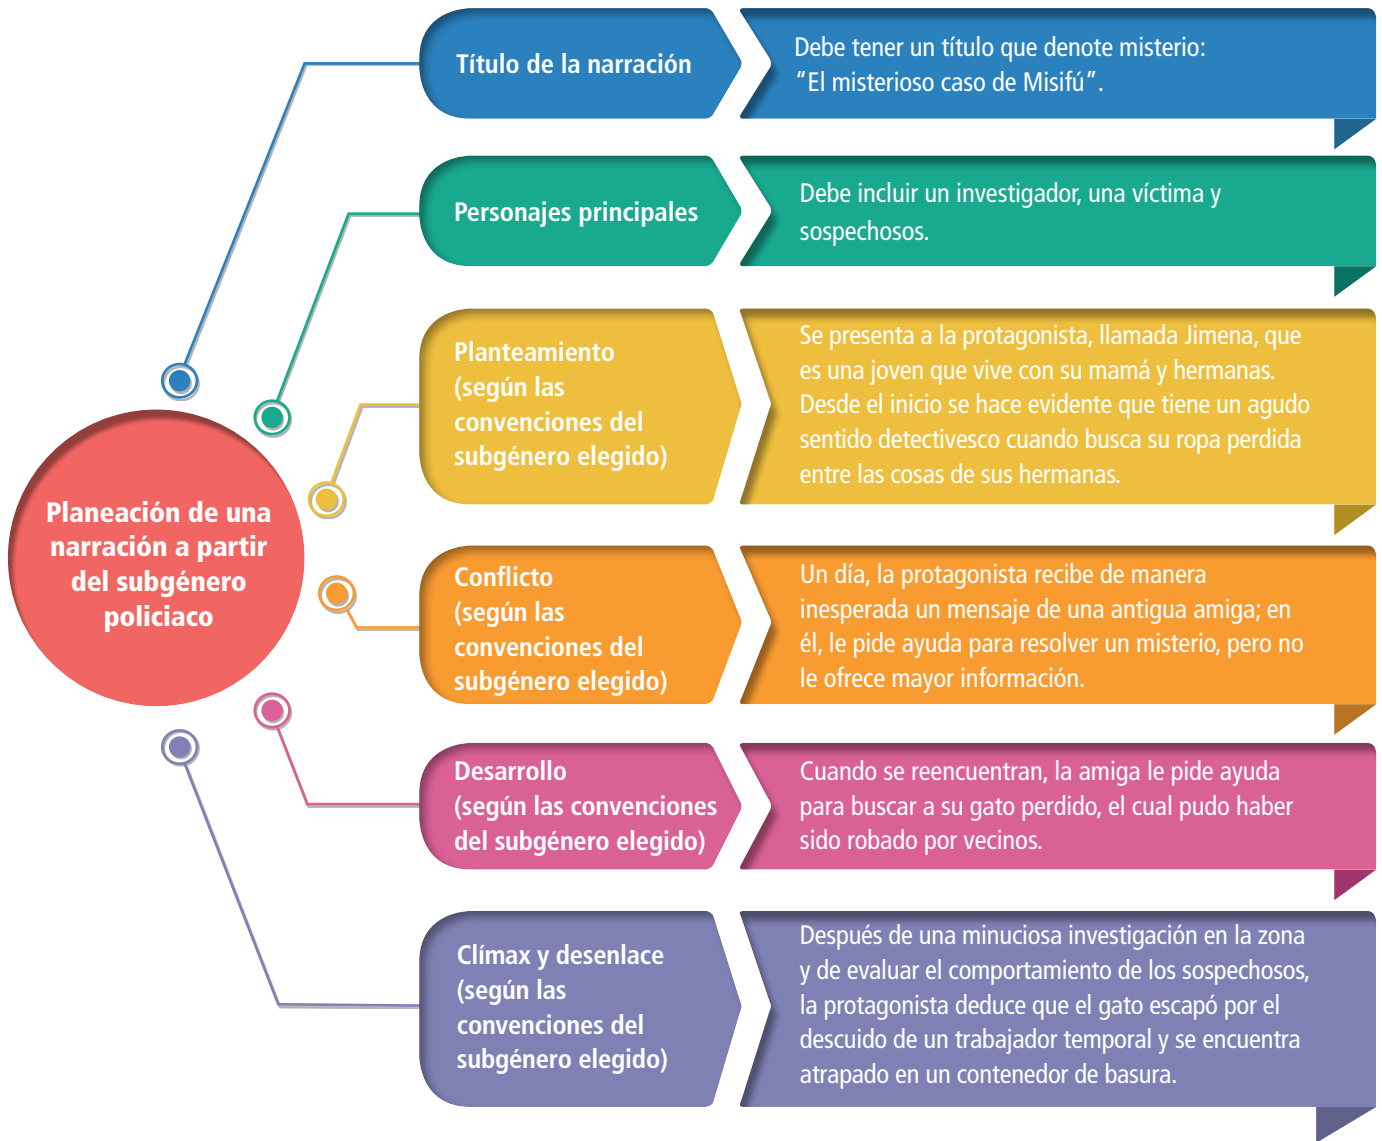 Título de la narración
Debe tener un título que denote misterio:
“El misterioso caso de Misifú”.
Personajes principales
Debe incluir un investigador, una víctima y
sospechosos.
Planteamiento
(según las
convenciones del
subgénero elegido)
Se presenta a la protagonista, llamada Jimena, que
es una joven que vive con su mamá y hermanas.
Desde el inicio se hace evidente que tiene un agudo
sentido detectivesco cuando busca su ropa perdida
entre las cosas de sus hermanas.
Planeación de una
narración a partir
del subgénero
policiaco
Conflicto
(según las
convenciones del
subgénero elegido)
Un día, la protagonista recibe de manera
inesperada un mensaje de una antigua amiga; en
él, le pide ayuda para resolver un misterio, pero no
le ofrece mayor información.
Desarrollo
(según las convenciones
del subgénero elegido)
Cuando se reencuentran, la amiga le pide ayuda
para buscar a su gato perdido, el cual pudo haber
sido robado por vecinos.
Clímax y desenlace
(según las
convenciones del
subgénero elegido)
Después de una minuciosa investigación en la zona
y de evaluar el comportamiento de los sospechosos,
la protagonista deduce que el gato escapó por el
descuido de un trabajador temporal y se encuentra
atrapado en un contenedor de basura.